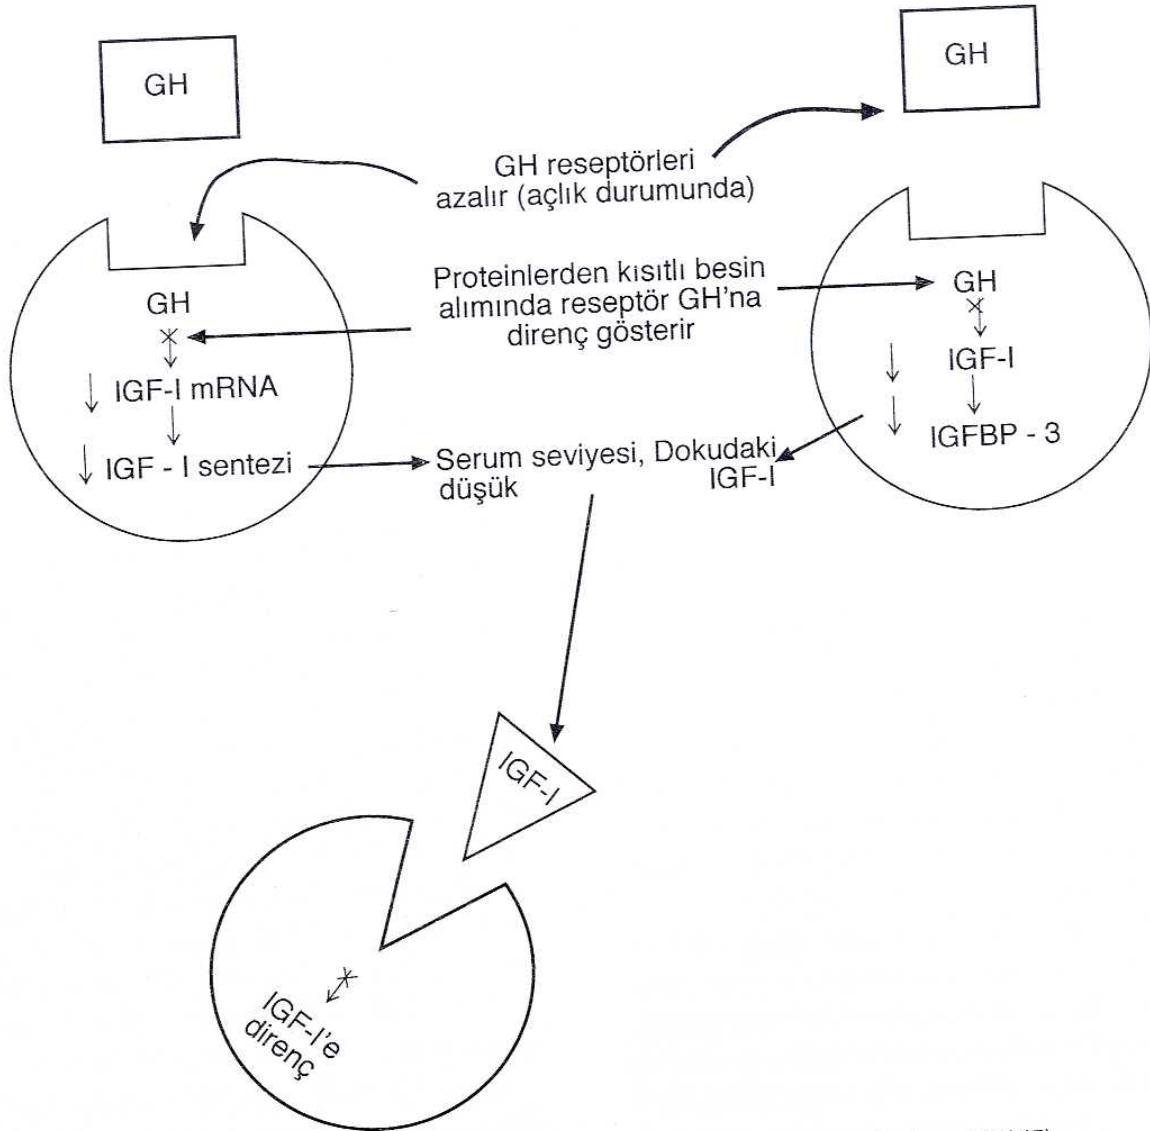 GH
GH
GH reseptörleri
azalır (açlık durumunda)
Proteinlerden kısıtlı besin
alımında reseptör GH'na
direnç gösterir
GH
IGF-I mRNA
IGF - I sentezi
GH
IGF-I
IGFBP - 3
Serum seviyesi, Dokudaki
düşük IGF-I
IGF-I
IGF-I'e
direnç